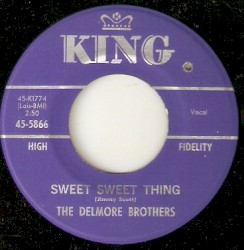 KING
45-K1774
(Lois-BMI)
2:50
45-5866
Vocal
HIGH
FIDELITY
SWEET SWEET THING
(Jimmy Scott)
THE DELMORE BROTHERS